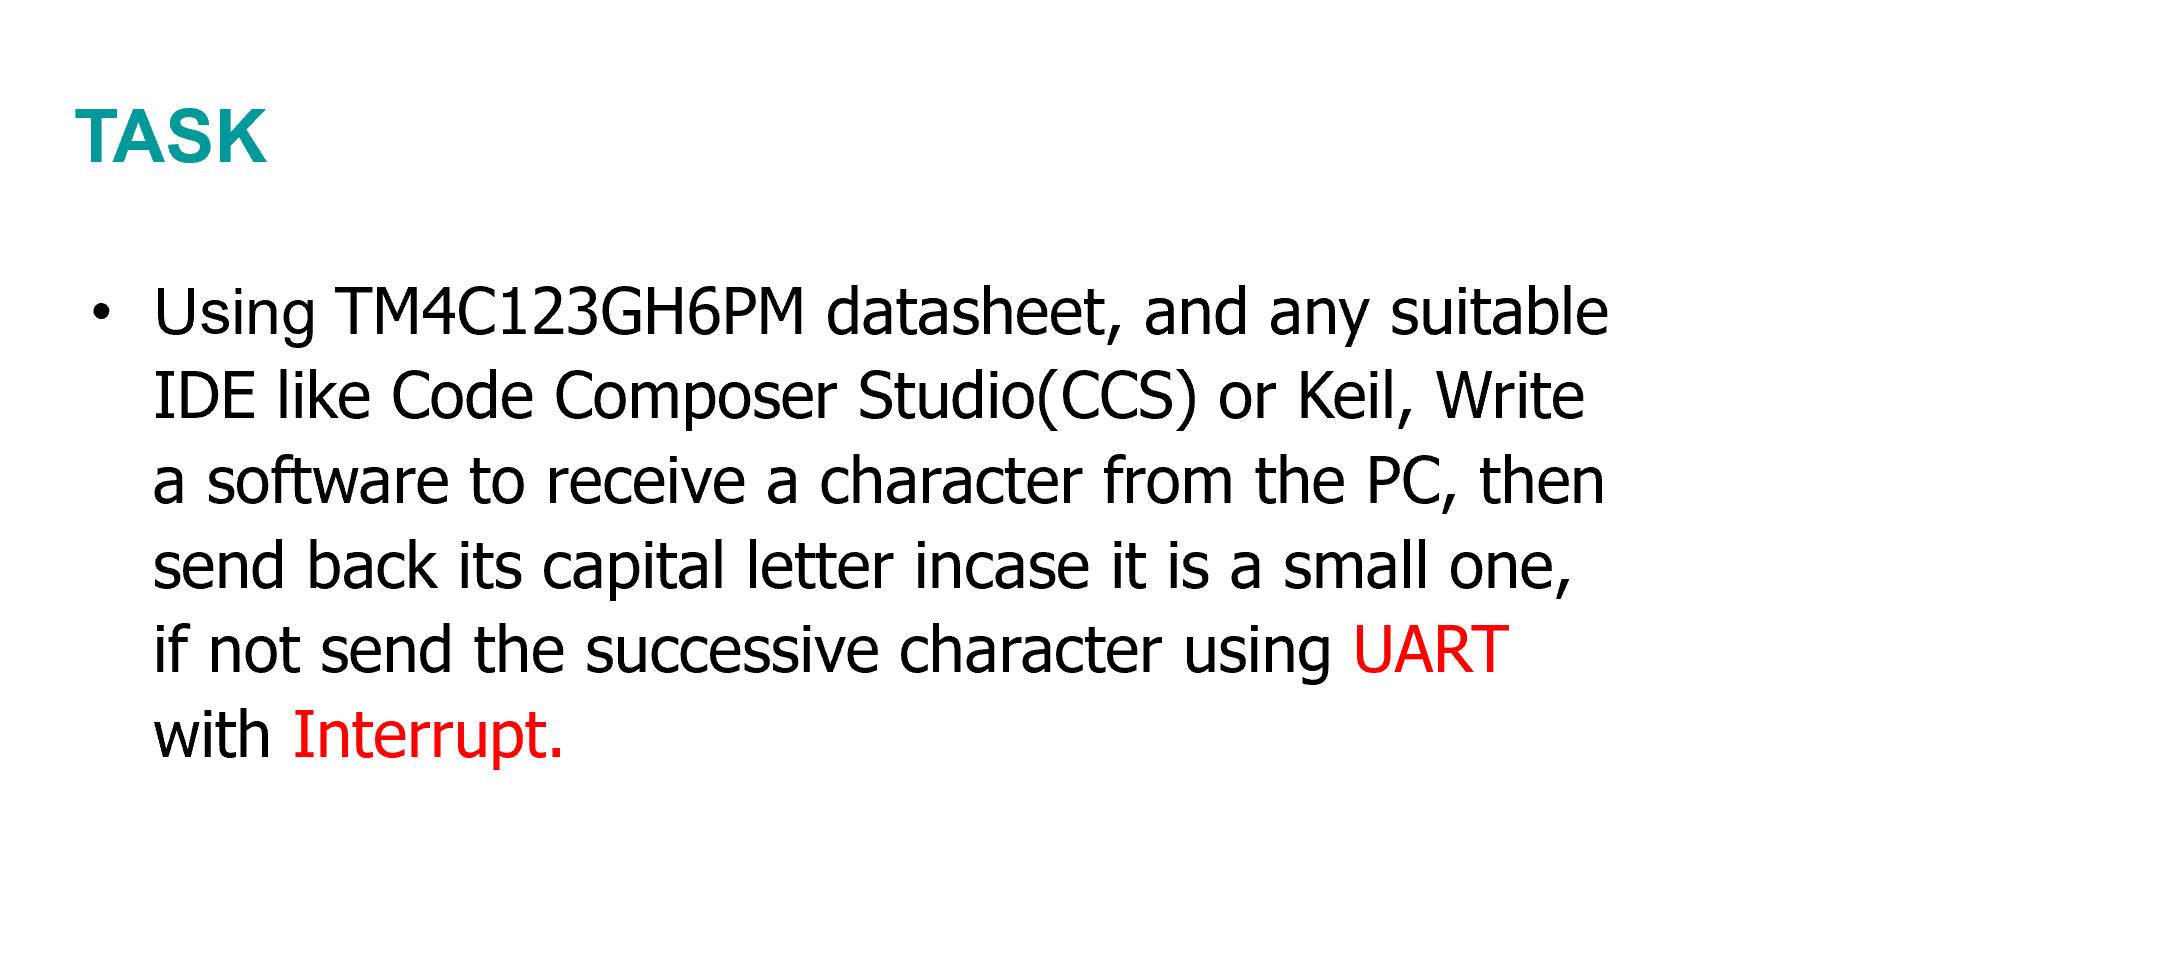 TASK
• Using TM4C123GH6PM datasheet, and any suitable
IDE like Code Composer Studio(CCS) or Keil, Write
a software to receive a character from the PC, then
send back its capital letter incase it is a small one,
if not send the successive character using UART
with Interrupt.